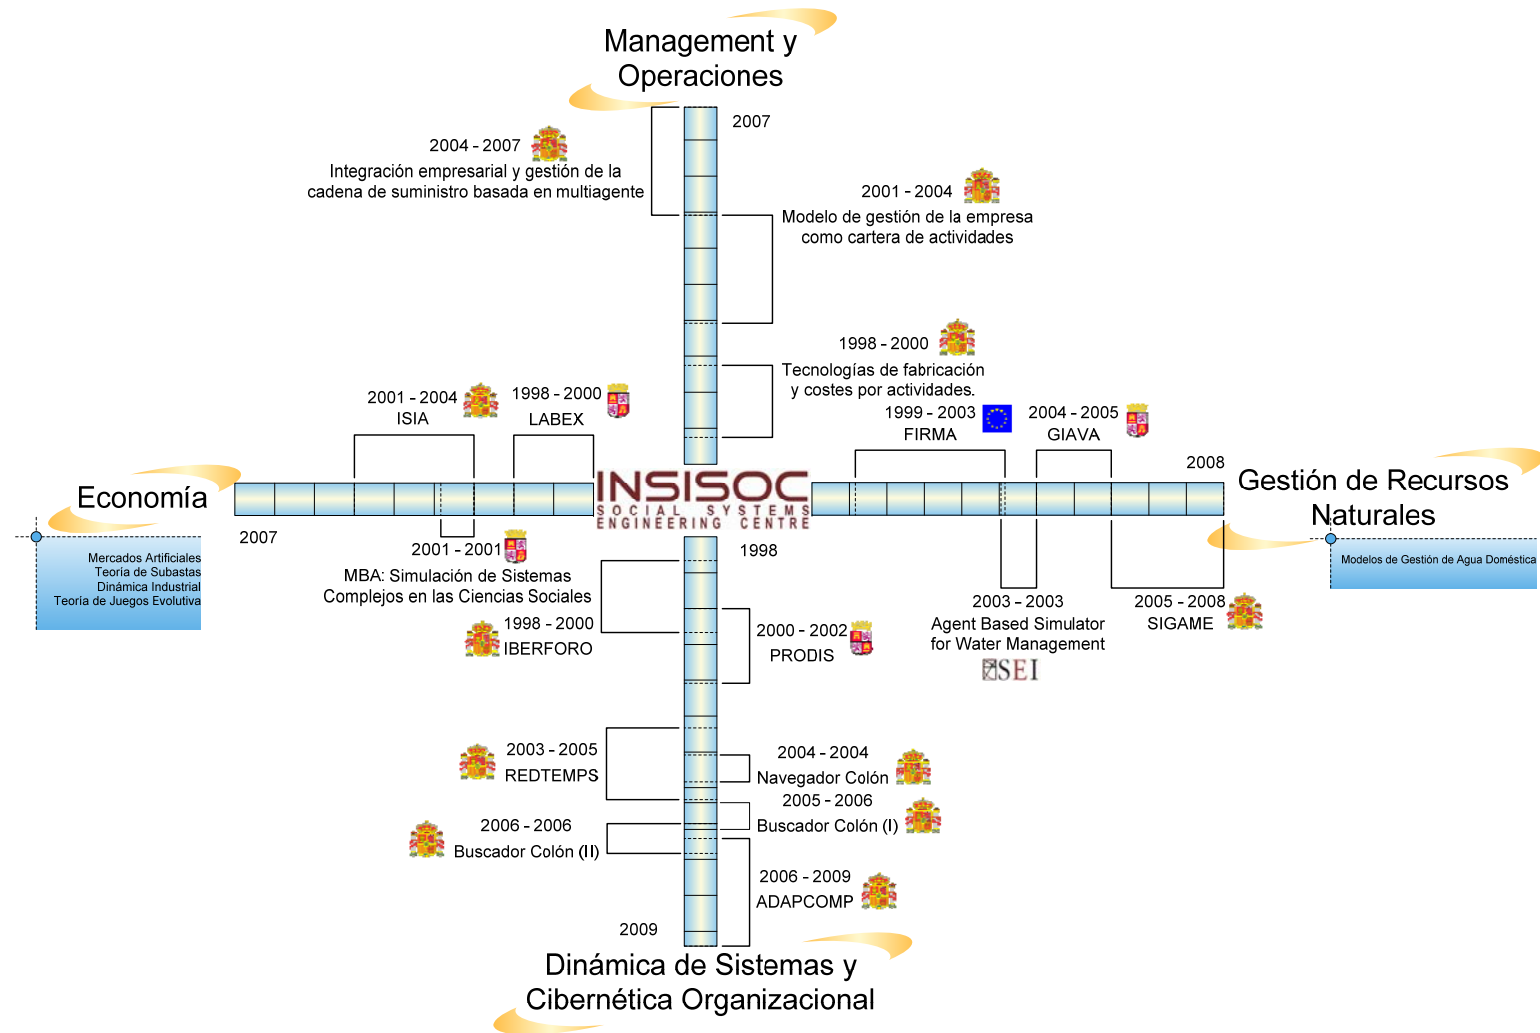 Management y
Operaciones
2007
2004 - 2007
Integración empresarial y gestión de la
cadena de suministro basada en multiagente
2001 - 2004
Modelo de gestión de la empresa
como cartera de actividades
1998 - 2000
Tecnologías de fabricación
y costes por actividades.
2001 - 2004
ISIA
1998 - 2000
LABEX
1999 - 2003
FIRMA
2004 - 2005
GIAVA
2008
Economía
2007
INSISOC
SOCIAL SYSTEMS
ENGINEERING CENTRE
Gestión de Recursos
Naturales
Mercados Artificiales
Teoría de Subastas
Dinámica Industrial
Teoría de Juegos Evolutiva
Modelos de Gestión de Agua Doméstica
2001 - 2001
MBA: Simulación de Sistemas
Complejos en las Ciencias Sociales
1998
1998 - 2000
IBERFORO
2000 - 2002
PRODIS
2003 - 2003
Agent Based Simulator
for Water Management
SEI
2005 - 2008
SIGAME
2003 - 2005
REDTEMPS
2004 - 2004
Navegador Colón
2005 - 2006
Buscador Colón (I)
2006 - 2006
Buscador Colón (II)
2006 - 2009
ADAPCOMP
2009
Dinámica de Sistemas y
Cibernética Organizacional